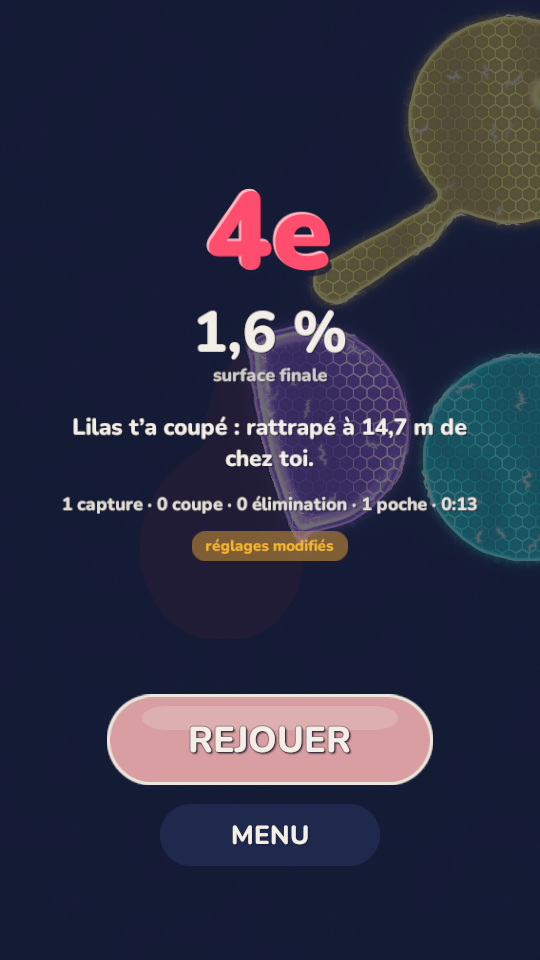 4e
1,6 %
surface finale
Lilas t’a coupé : rattrapé à 14,7 m de
chez toi.
1 capture · 0 coupe · 0 élimination · 1 poche · 0:13
réglages modifiés
REJOUER
MENU